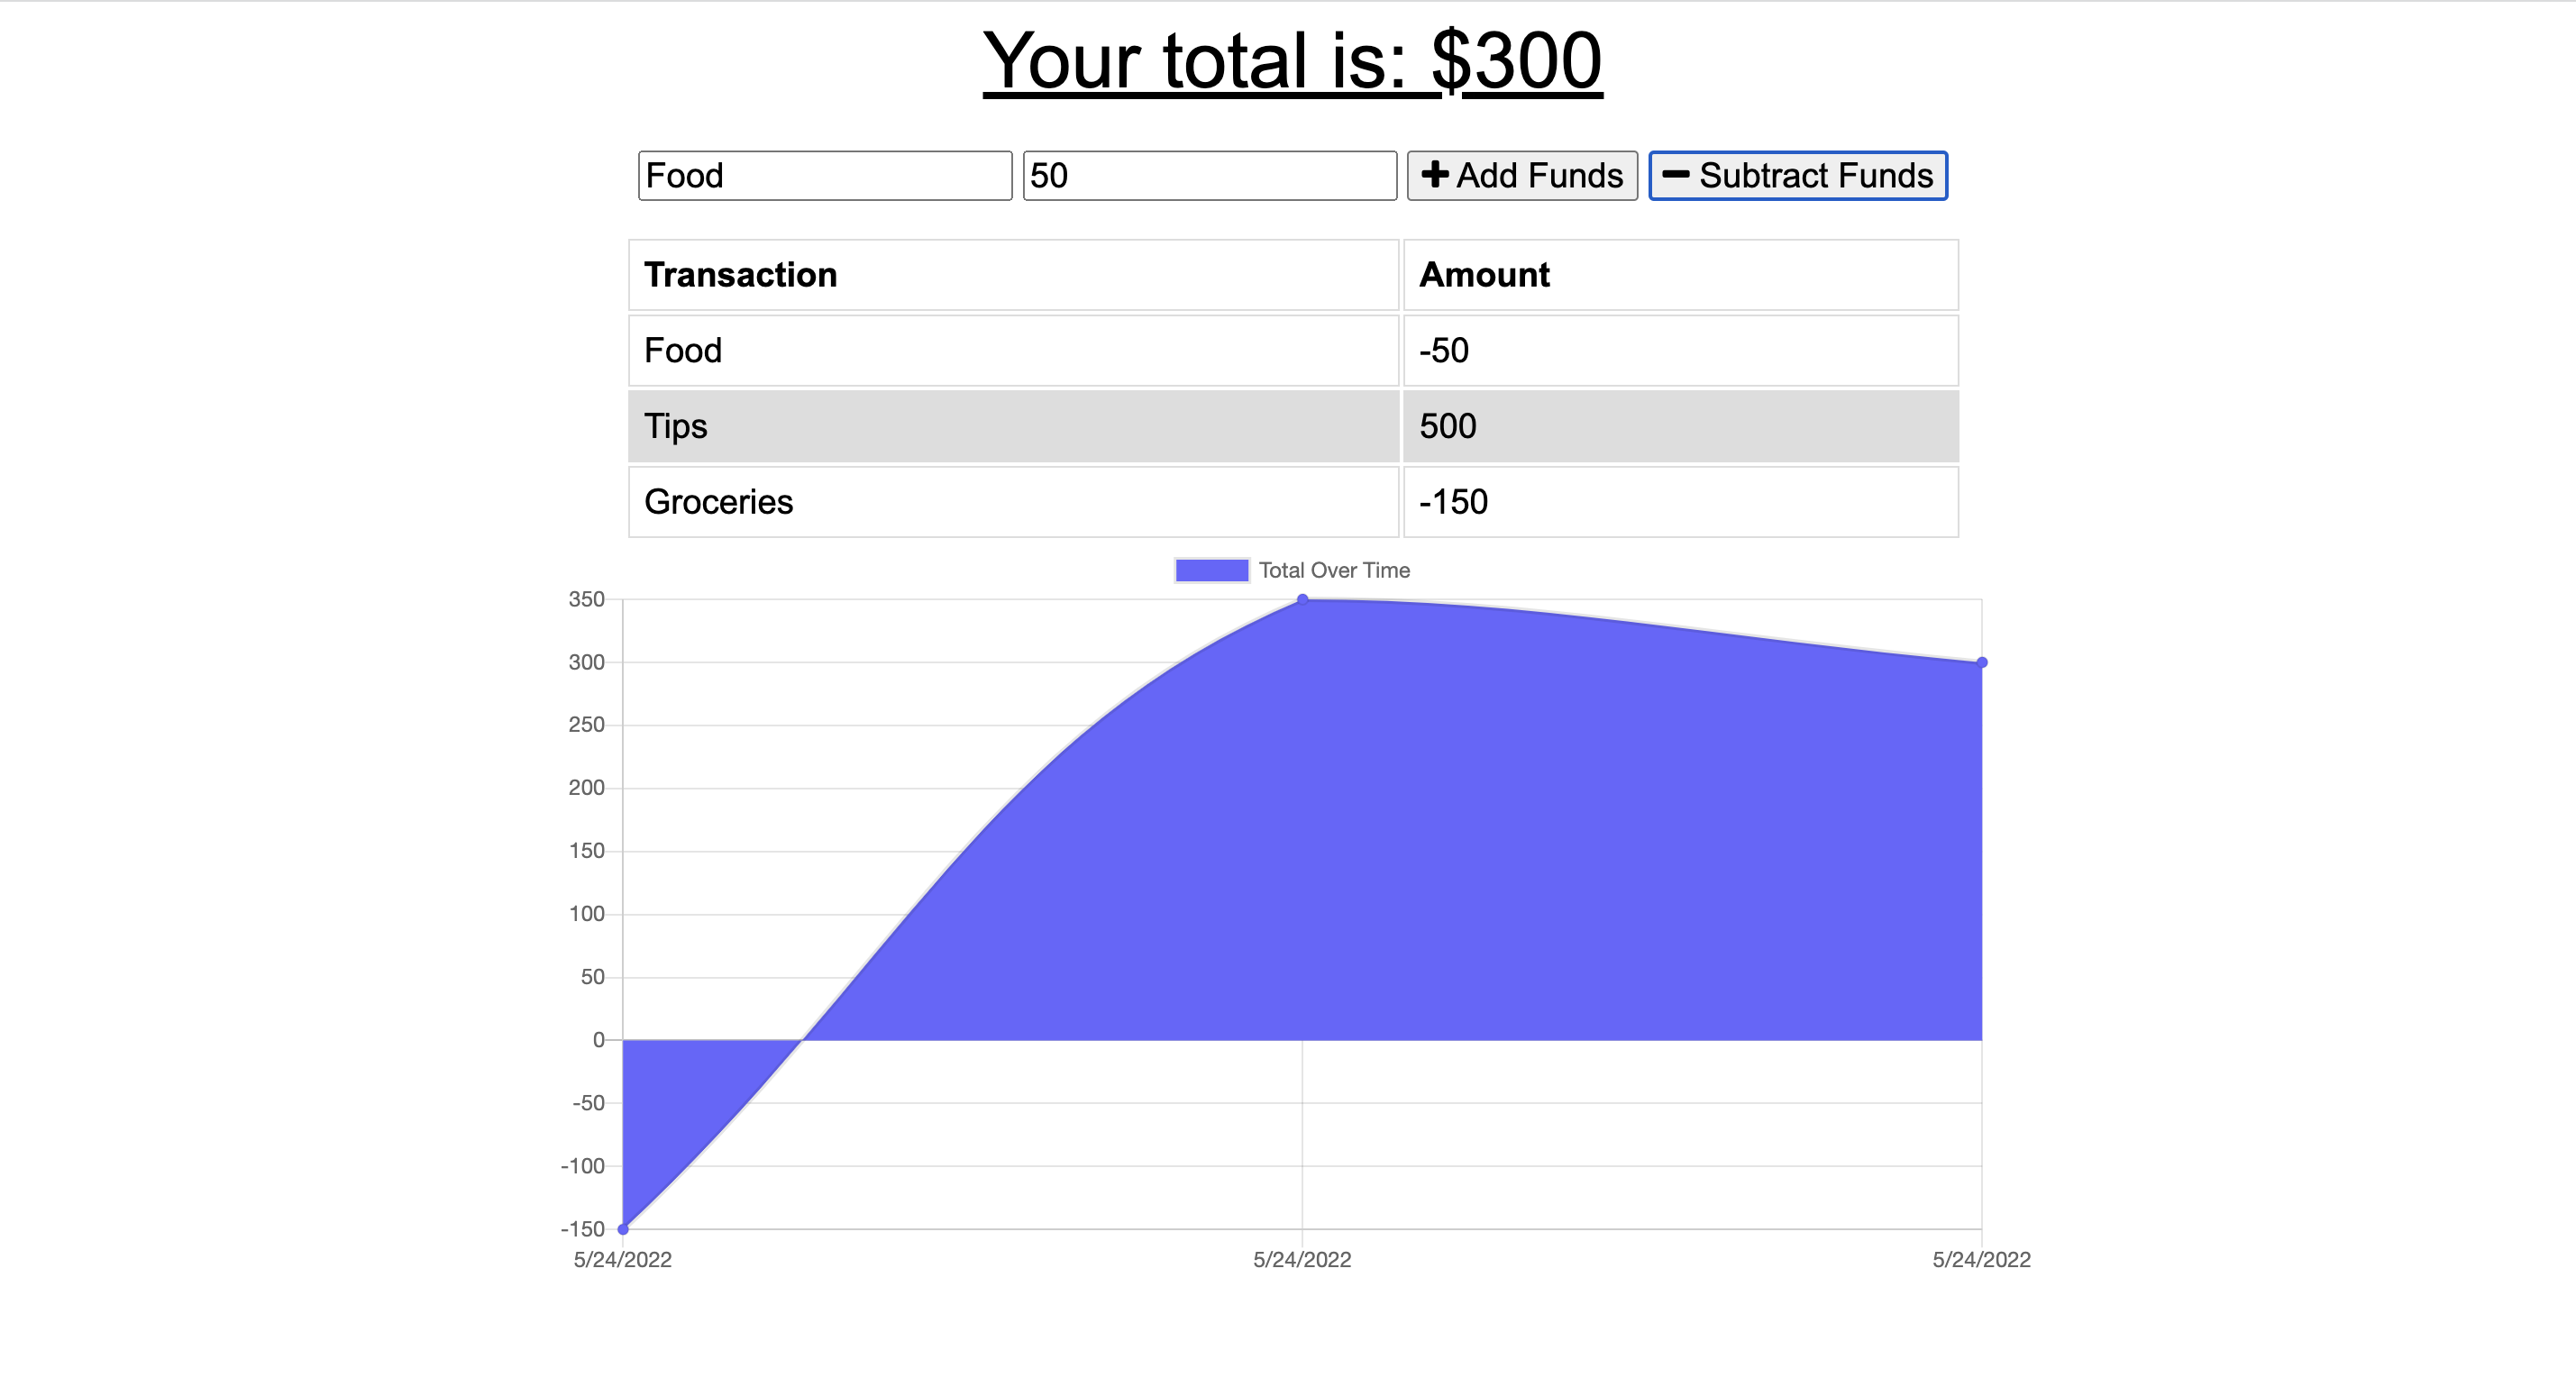 Your total is: $300
Food 50 Add Funds Subtract Funds
Transaction Amount
Food -50
Tips 500
Groceries -150
Total Over Time
350
300
250
200
150
100
50
0
-50
-100
-150
5/24/2022 5/24/2022 5/24/2022